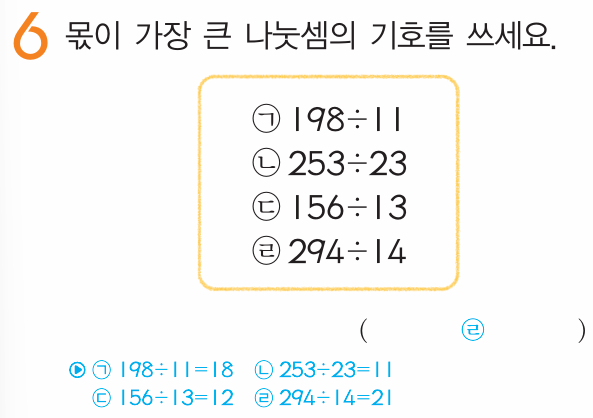 6 몫이 가장 큰 나눗셈의 기호를 쓰세요.
㉠ 198÷11
㉡ 253÷23
㉢ 156÷13
㉣ 294÷14
( ㉣ )
▶ ㉠ 198÷11=18 ㉡ 253÷23=11
㉢ 156÷13=12 ㉣ 294÷14=21